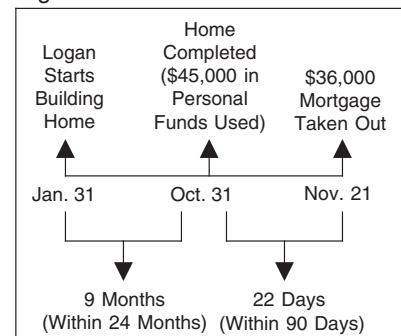 Logan
Starts
Building
Home
Home
Completed
($45,000 in
Personal
Funds Used)
$36,000
Mortgage
Taken Out
Jan. 31
Oct. 31
Nov. 21
9 Months
(Within 24 Months)
22 Days
(Within 90 Days)